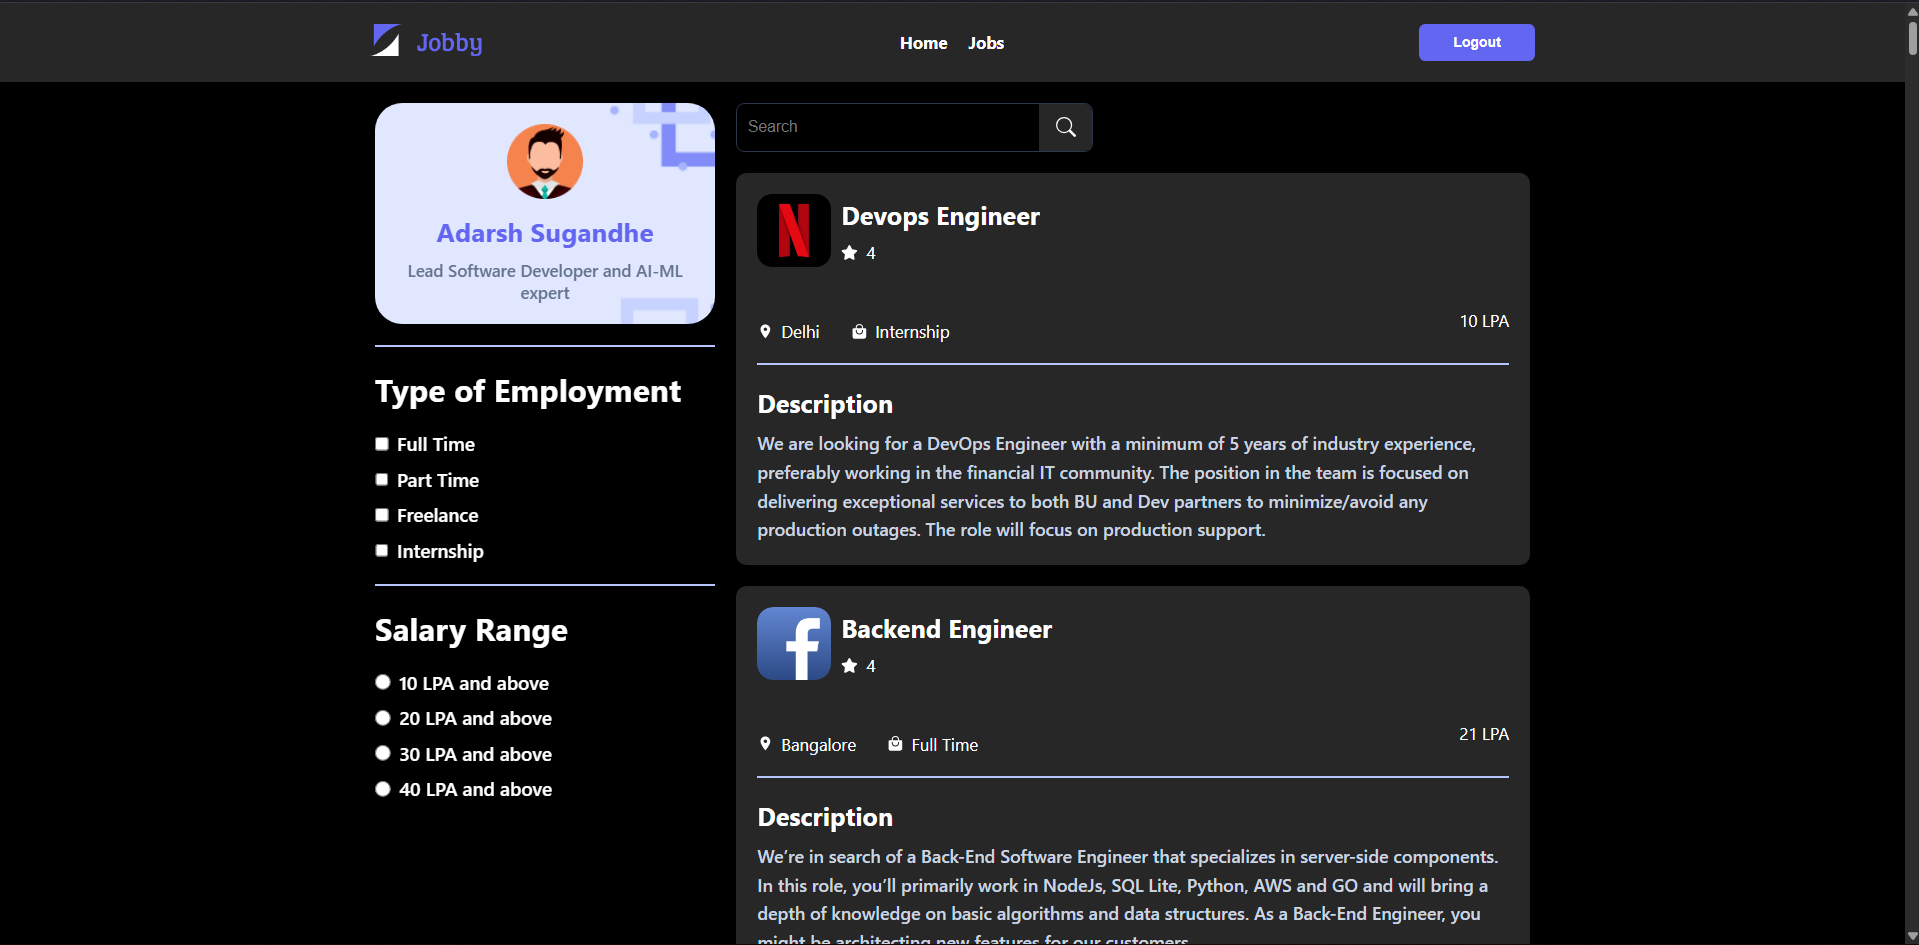 Jobby
Home Jobs
Logout
Adarsh Sugandhe
Lead Software Developer and AI-ML
expert
Type of Employment
Full Time
Part Time
Freelance
Internship
Salary Range
10 LPA and above
20 LPA and above
30 LPA and above
40 LPA and above
Search
N
Devops Engineer
4
Delhi Internship 10 LPA
Description
We are looking for a DevOps Engineer with a minimum of 5 years of industry experience,
preferably working in the financial IT community. The position in the team is focused on
delivering exceptional services to both BU and Dev partners to minimize/avoid any
production outages. The role will focus on production support.
f
Backend Engineer
4
Bangalore Full Time 21 LPA
Description
We’re in search of a Back-End Software Engineer that specializes in server-side components.
In this role, you’ll primarily work in NodeJs, SQL Lite, Python, AWS and GO and will bring a
depth of knowledge on basic algorithms and data structures. As a Back-End Engineer, you
might be architecting new features for our customers.